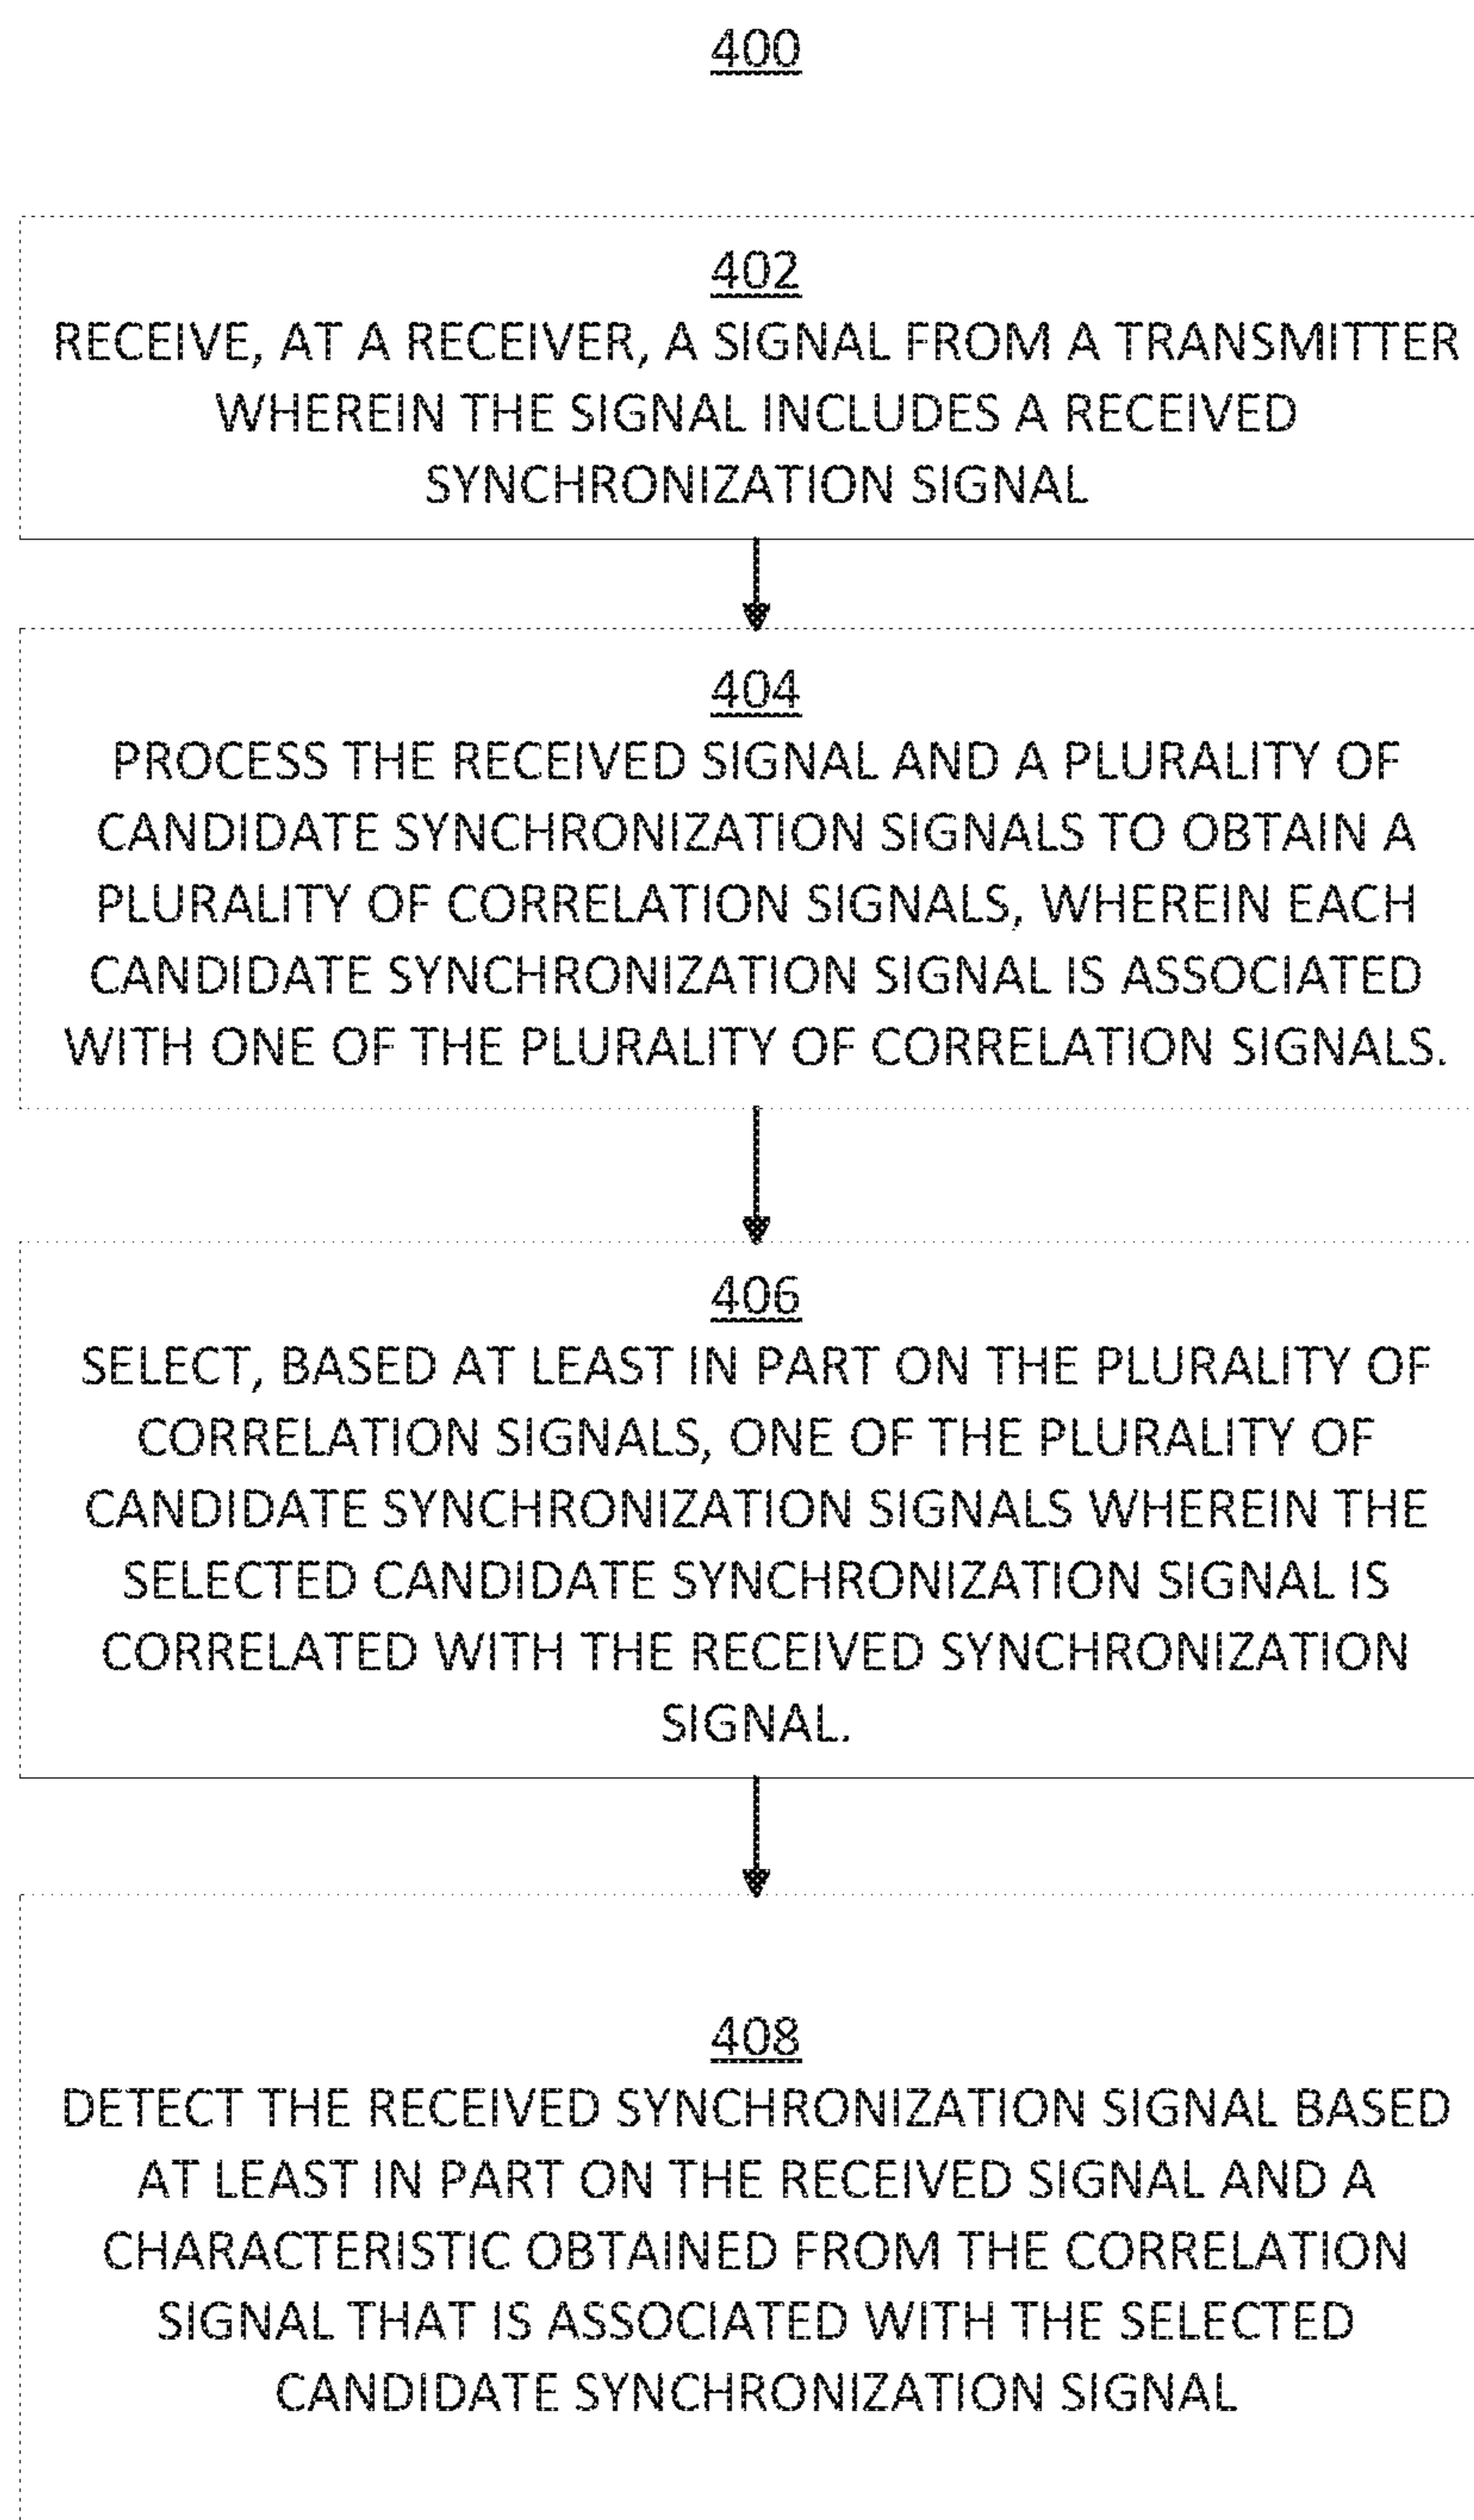 400
402
RECEIVE, AT A RECEIVER, A SIGNAL FROM A TRANSMITTER
WHEREIN THE SIGNAL INCLUDES A RECEIVED
SYNCHRONIZATION SIGNAL
404
PROCESS THE RECEIVED SIGNAL AND A PLURALITY OF
CANDIDATE SYNCHRONIZATION SIGNALS TO OBTAIN A
PLURALITY OF CORRELATION SIGNALS, WHEREIN EACH
CANDIDATE SYNCHRONIZATION SIGNAL IS ASSOCIATED
WITH ONE OF THE PLURALITY OF CORRELATION SIGNALS.
406
SELECT, BASED AT LEAST IN PART ON THE PLURALITY OF
CORRELATION SIGNALS, ONE OF THE PLURALITY OF
CANDIDATE SYNCHRONIZATION SIGNALS WHEREIN THE
SELECTED CANDIDATE SYNCHRONIZATION SIGNAL IS
CORRELATED WITH THE RECEIVED SYNCHRONIZATION
SIGNAL.
408
DETECT THE RECEIVED SYNCHRONIZATION SIGNAL BASED
AT LEAST IN PART ON THE RECEIVED SIGNAL AND A
CHARACTERISTIC OBTAINED FROM THE CORRELATION
SIGNAL THAT IS ASSOCIATED WITH THE SELECTED
CANDIDATE SYNCHRONIZATION SIGNAL